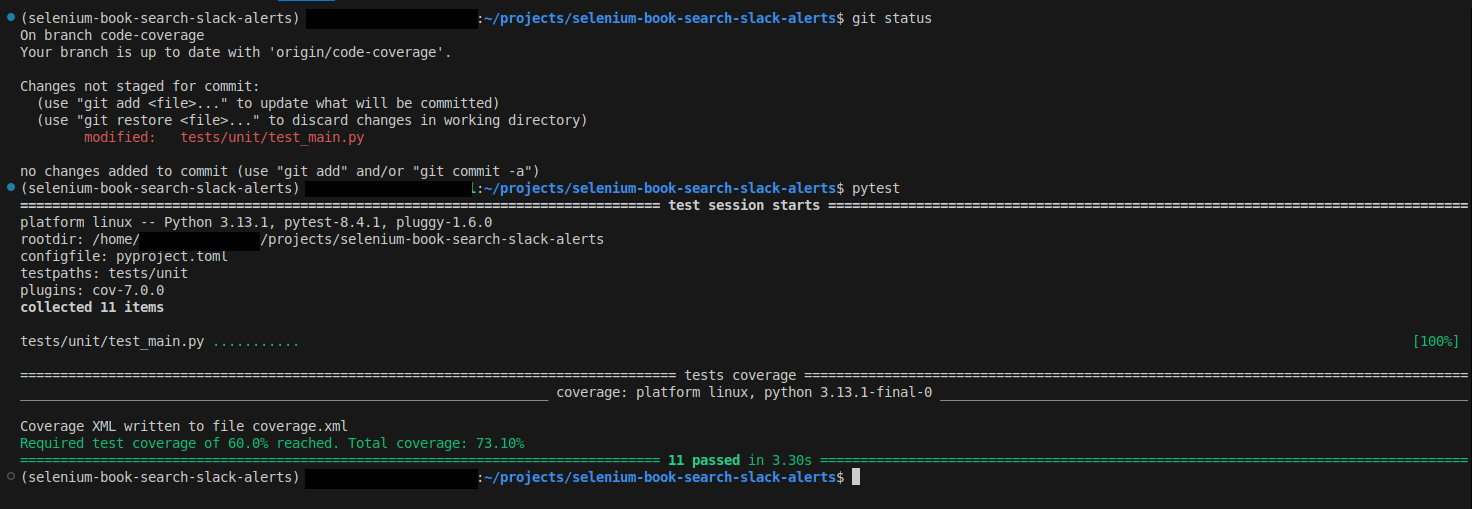 (selenium-book-search-slack-alerts) :~/projects/selenium-book-search-slack-alerts$ git status
On branch code-coverage
Your branch is up to date with 'origin/code-coverage'.
Changes not staged for commit:
  (use "git add <file>..." to update what will be committed)
  (use "git restore <file>..." to discard changes in working directory)
        modified:   tests/unit/test_main.py
no changes added to commit (use "git add" and/or "git commit -a")
(selenium-book-search-slack-alerts) :~/projects/selenium-book-search-slack-alerts$ pytest
================================================================================ test session starts ================================================================================
platform linux -- Python 3.13.1, pytest-8.4.1, pluggy-1.6.0
rootdir: /home/ /projects/selenium-book-search-slack-alerts
configfile: pyproject.toml
testpaths: tests/unit
plugins: cov-7.0.0
collected 11 items
tests/unit/test_main.py ........... [100%]
================================================================================== tests coverage ===================================================================================
__________________________________________________________________ coverage: platform linux, python 3.13.1-final-0 __________________________________________________________________
Coverage XML written to file coverage.xml
Required test coverage of 60.0% reached. Total coverage: 73.10%
================================================================================ 11 passed in 3.30s =================================================================================
(selenium-book-search-slack-alerts) :~/projects/selenium-book-search-slack-alerts$